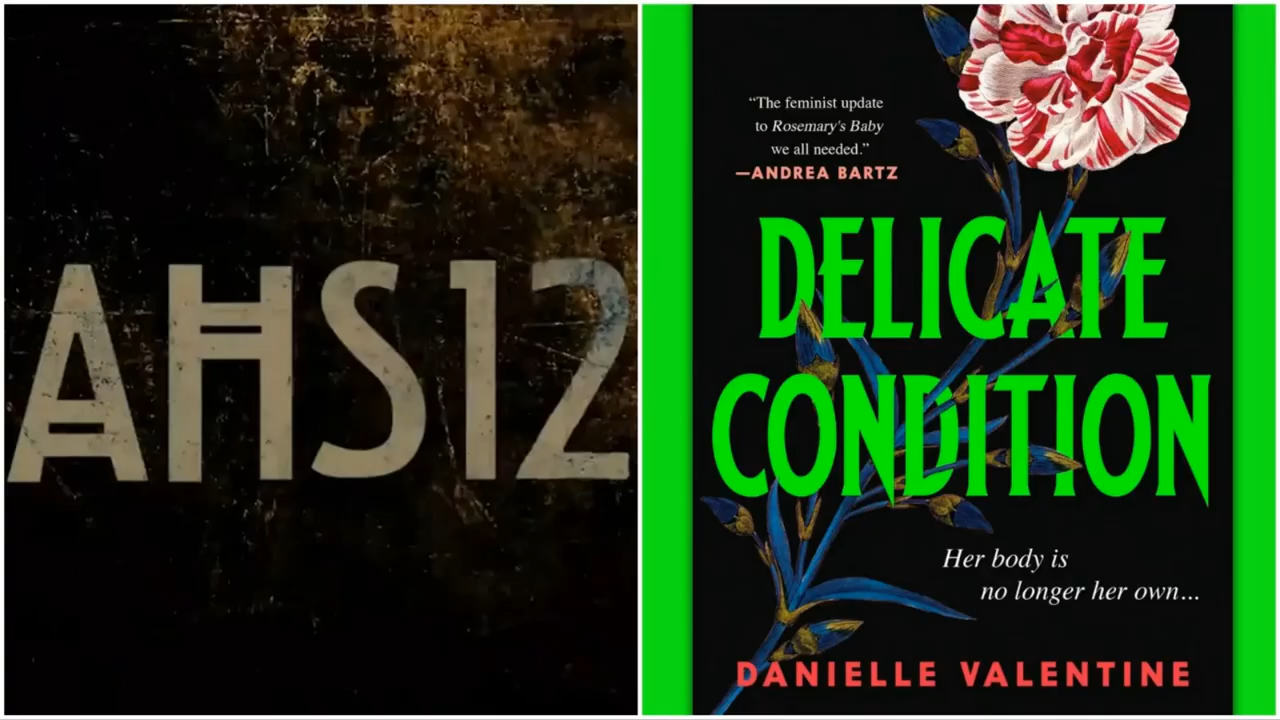 AHS12
“The feminist update
to Rosemary's Baby
we all needed.”
—ANDREA BARTZ
DELICATE
CONDITION
Her body is
no longer her own...
DANIELLE VALENTINE